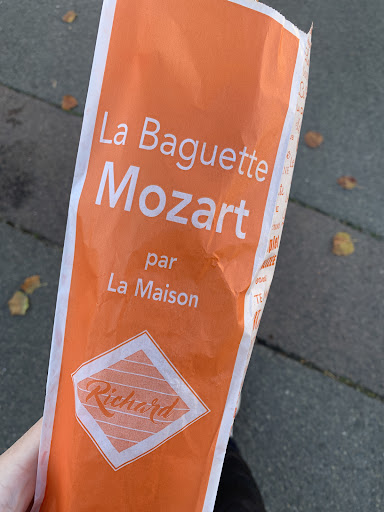 La Baguette
Mozart
par
La Maison
Richard